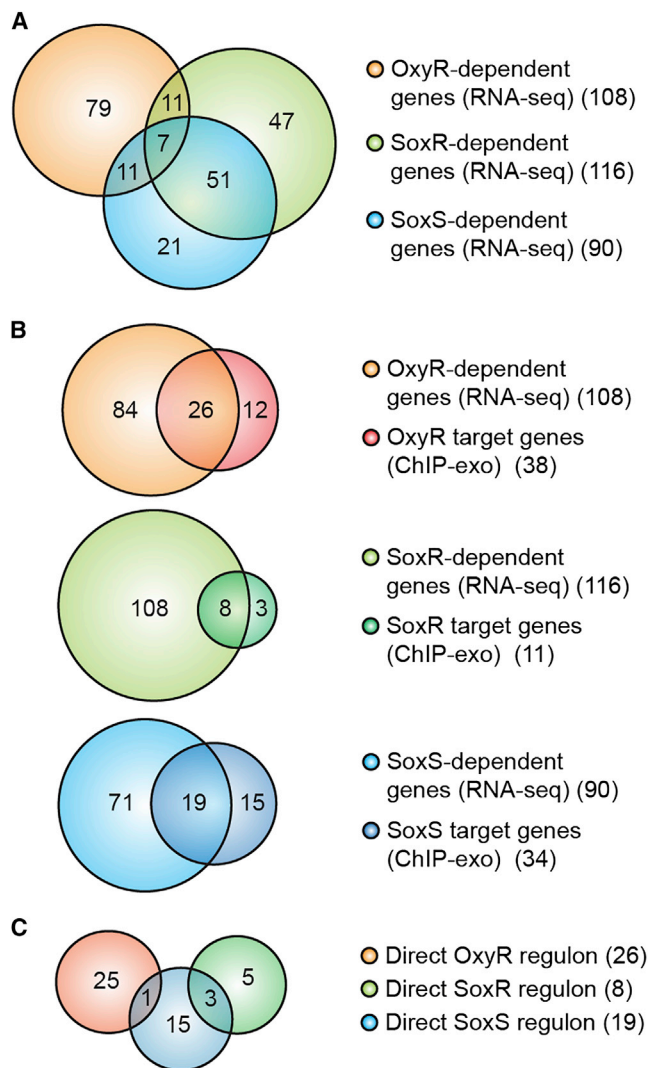 A
79
11
47
7
11
51
21
OxyR-dependent
genes (RNA-seq) (108)
SoxR-dependent
genes (RNA-seq) (116)
SoxS-dependent
genes (RNA-seq) (90)
B
84
26
12
OxyR-dependent
genes (RNA-seq) (108)
OxyR target genes
(ChIP-exo) (38)
108
8
3
SoxR-dependent
genes (RNA-seq) (116)
SoxR target genes
(ChIP-exo) (11)
71
19
15
SoxS-dependent
genes (RNA-seq) (90)
SoxS target genes
(ChIP-exo) (34)
C
25
1
15
3
5
Direct OxyR regulon (26)
Direct SoxR regulon (8)
Direct SoxS regulon (19)